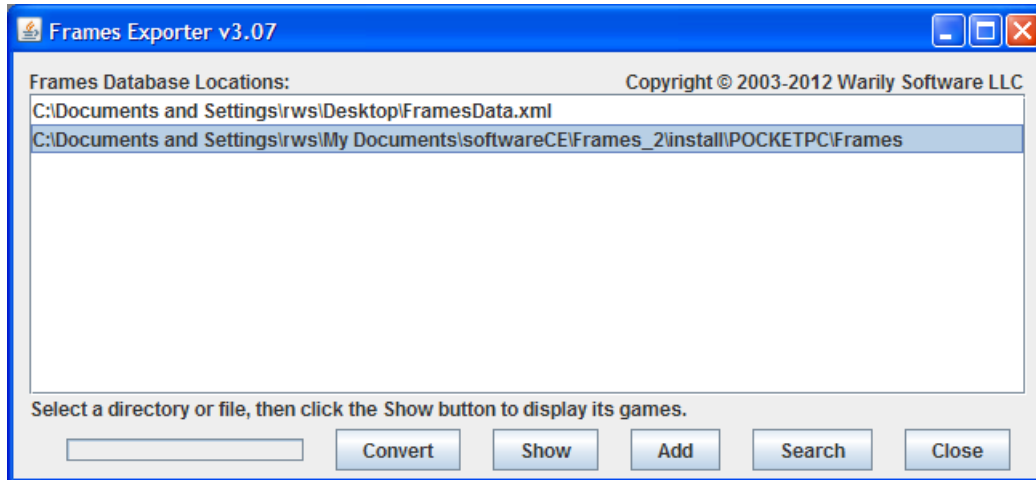 Frames Exporter v3.07
Frames Database Locations: Copyright © 2003-2012 Warily Software LLC
C:\Documents and Settings\rws\Desktop\FramesData.xml
C:\Documents and Settings\rws\My Documents\softwareCE\Frames_2\install\POCKETPC\Frames
Select a directory or file, then click the Show button to display its games.
Convert Show Add Search Close